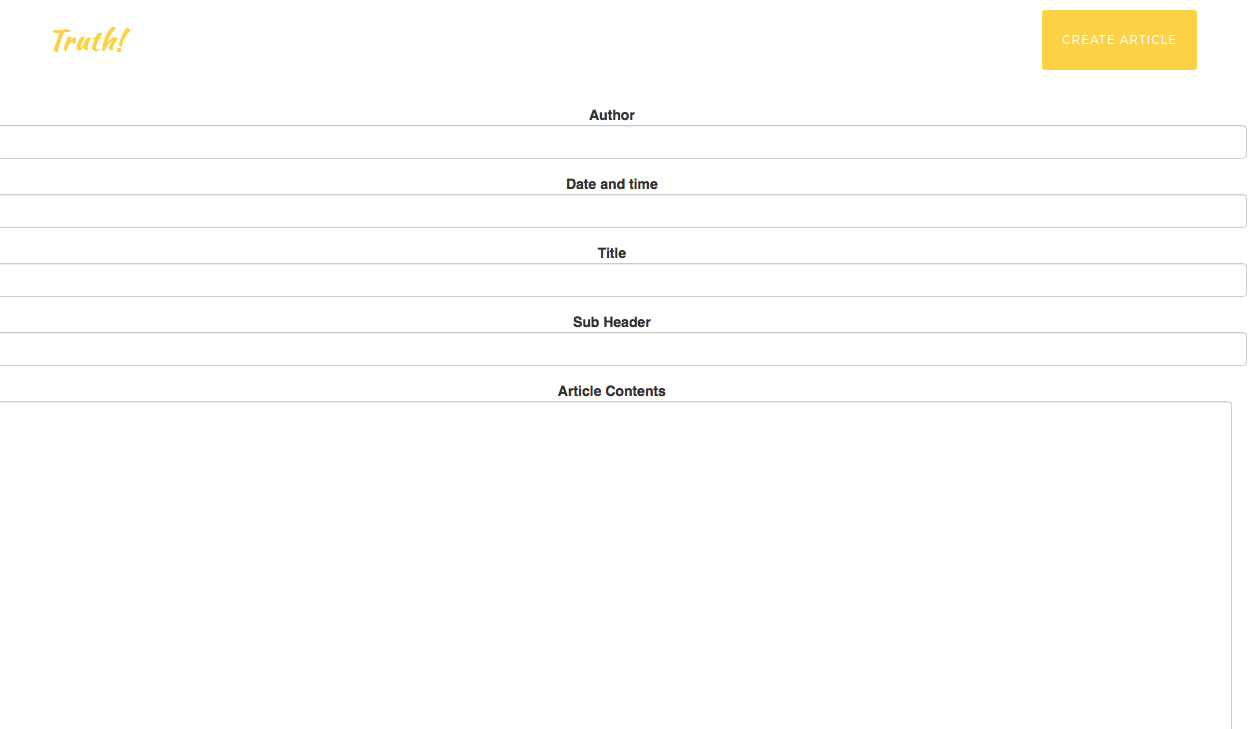 Truth!
CREATE ARTICLE
Author
Date and time
Title
Sub Header
Article Contents